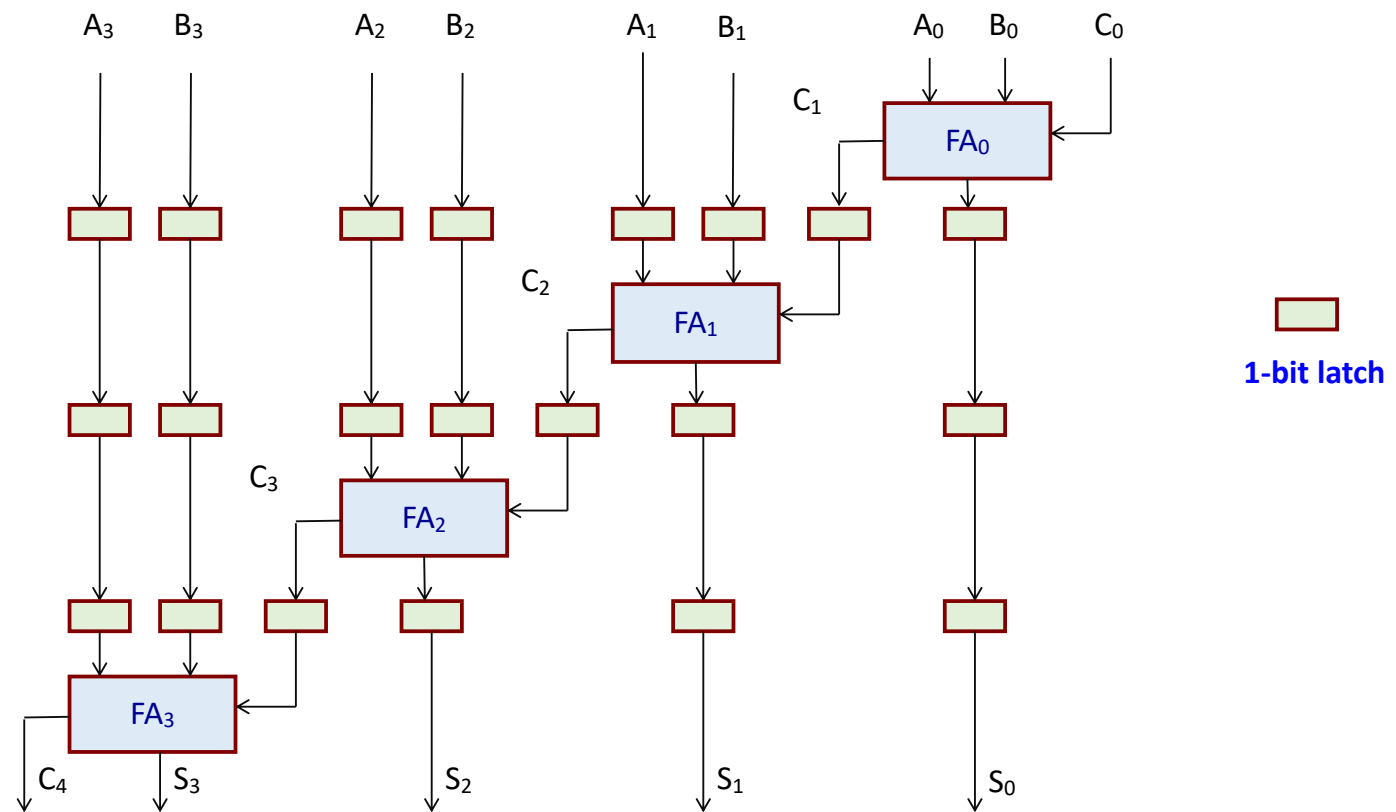 A₃ B₃ A₂ B₂ A₁ B₁ A₀ B₀ C₀
C₁
FA₀
C₂
FA₁
1-bit latch
C₃
FA₂
FA₃
C₄ S₃ S₂ S₁ S₀